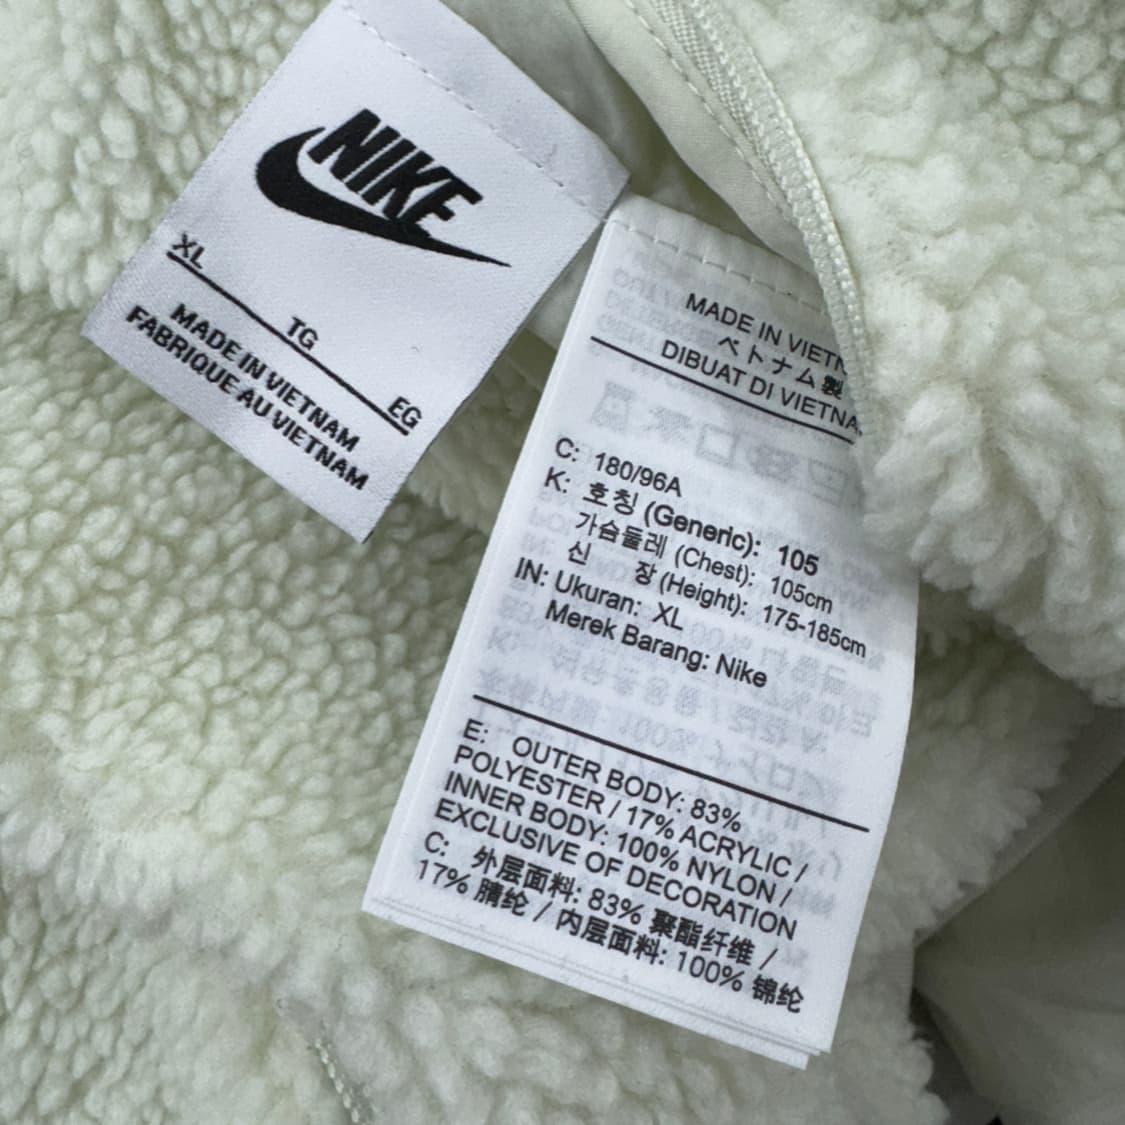 NIKE
XL
TG
EG
MADE IN VIETNAM
FABRIQUE AU VIETNAM
MADE IN
ベトナム製
DIBUAT DI
C: 180/96A
K: 호칭 (Generic): 105
가슴둘레 (Chest): 105cm
신 장 (Height): 175-185cm
IN: Ukuran: XL
Merek Barang: Nike
E: OUTER BODY: 83%
POLYESTER / 17% ACRYLIC /
INNER BODY: 100% NYLON /
EXCLUSIVE OF DECORATION
C: 外层面料: 83% 聚酯纤维 /
17% 腈纶 / 内层面料: 100% 锦纶